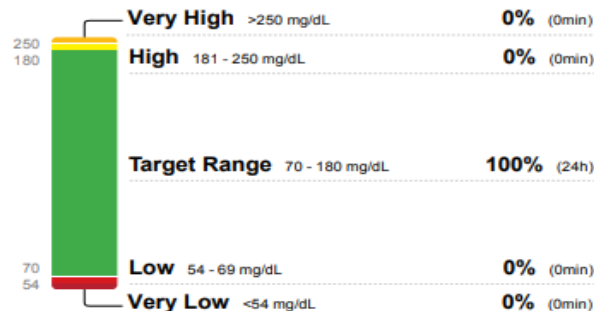 Very High >250 mg/dL 0% (0min)
250
180
High 181 - 250 mg/dL 0% (0min)
Target Range 70 - 180 mg/dL 100% (24h)
70
54
Low 54 - 69 mg/dL 0% (0min)
Very Low <54 mg/dL 0% (0min)